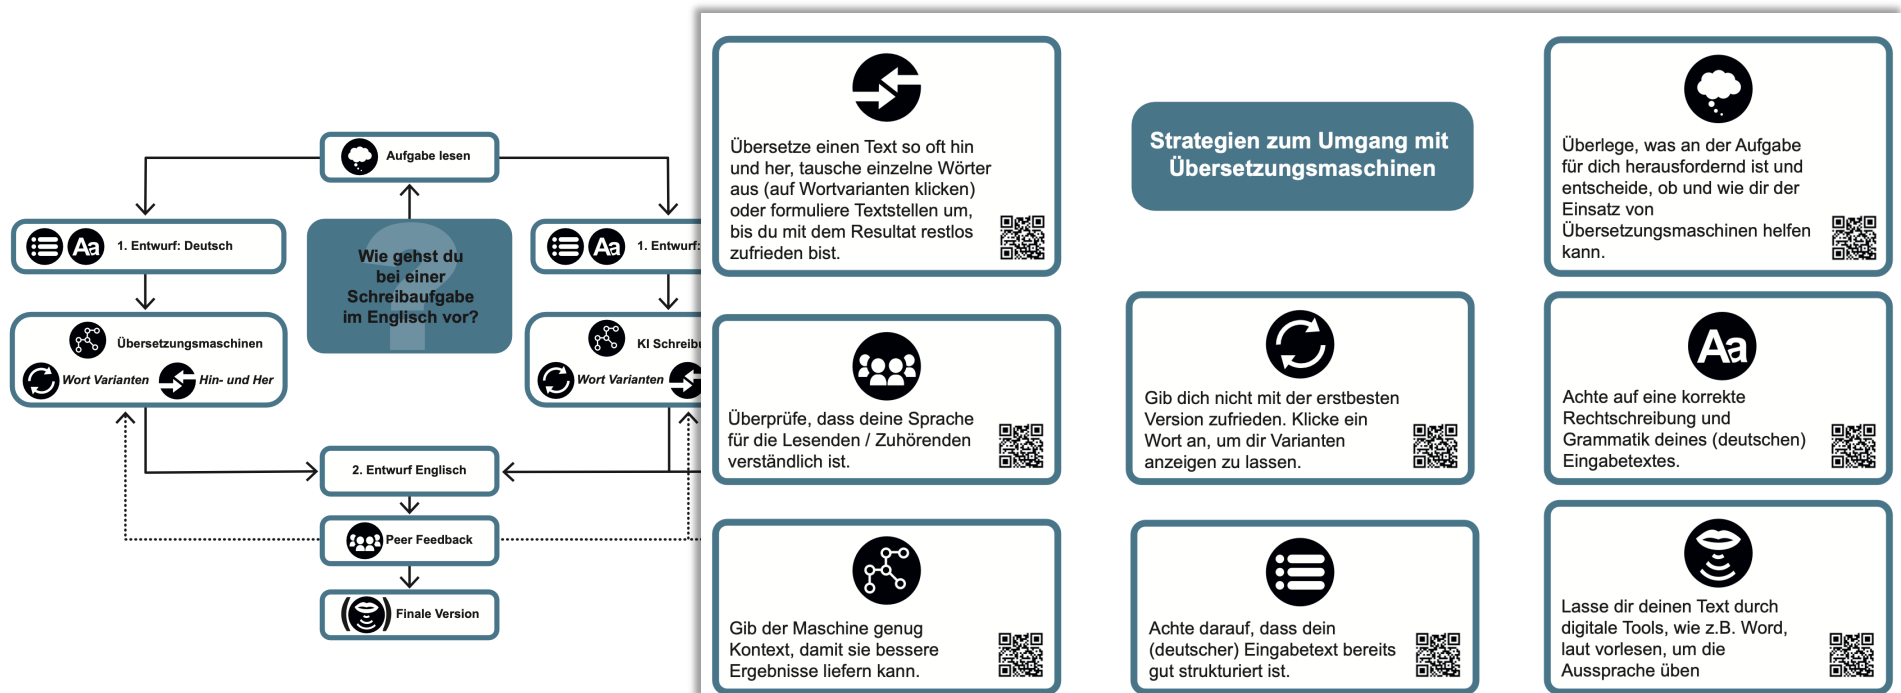 Aufgabe lesen
1. Entwurf: Deutsch
Wie gehst du
bei einer
Schreibaufgabe
im Englisch vor?
?
1. Entwurf:
Übersetzungsmaschinen
Wort Varianten
Hin- und Her
KI Schreibu
Wort Varianten
2. Entwurf Englisch
Peer Feedback
Finale Version
Übersetze einen Text so oft hin
und her, tausche einzelne Wörter
aus (auf Wortvarianten klicken)
oder formuliere Textstellen um,
bis du mit dem Resultat restlos
zufrieden bist.
Strategien zum Umgang mit
Übersetzungsmaschinen
Überlege, was an der Aufgabe
für dich herausfordernd ist und
entscheide, ob und wie dir der
Einsatz von
Übersetzungsmaschinen helfen
kann.
Überprüfe, dass deine Sprache
für die Lesenden / Zuhörenden
verständlich ist.
Gib dich nicht mit der erstbesten
Version zufrieden. Klicke ein
Wort an, um dir Varianten
anzeigen zu lassen.
Aa
Achte auf eine korrekte
Rechtschreibung und
Grammatik deines (deutschen)
Eingabetextes.
Gib der Maschine genug
Kontext, damit sie bessere
Ergebnisse liefern kann.
Achte darauf, dass dein
(deutscher) Eingabetext bereits
gut strukturiert ist.
Lasse dir deinen Text durch
digitale Tools, wie z.B. Word,
laut vorlesen, um die
Aussprache üben